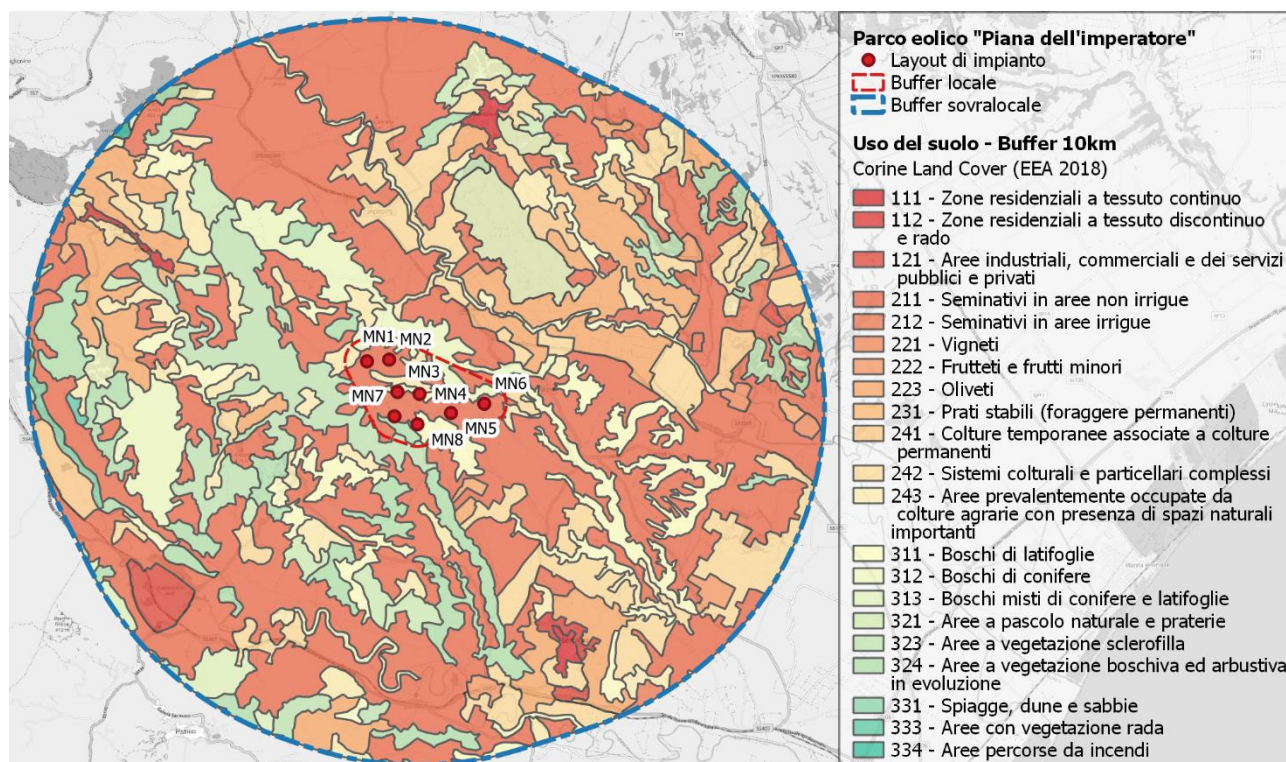 Parco eolico "Piana dell'imperatore"
Layout di impianto
Buffer locale
Buffer sovralocale
Uso del suolo - Buffer 10km
Corine Land Cover (EEA 2018)
111 - Zone residenziali a tessuto continuo
112 - Zone residenziali a tessuto discontinuo
e rado
121 - Aree industriali, commerciali e dei servizi
pubblici e privati
211 - Seminativi in aree non irrigue
212 - Seminativi in aree irrigue
221 - Vigneti
222 - Frutteti e frutti minori
223 - Oliveti
231 - Prati stabili (foraggere permanenti)
241 - Colture temporanee associate a colture
permanenti
242 - Sistemi colturali e particellari complessi
243 - Aree prevalentemente occupate da
colture agrarie con presenza di spazi naturali
importanti
311 - Boschi di latifoglie
312 - Boschi di conifere
313 - Boschi misti di conifere e latifoglie
321 - Aree a pascolo naturale e praterie
323 - Aree a vegetazione sclerofilla
324 - Aree a vegetazione boschiva ed arbustiva
in evoluzione
331 - Spiagge, dune e sabbie
333 - Aree con vegetazione rada
334 - Aree percorse da incendi
MN1 MN2
MN3
MN7 MN4 MN6
MN5
MN8
Pisticci